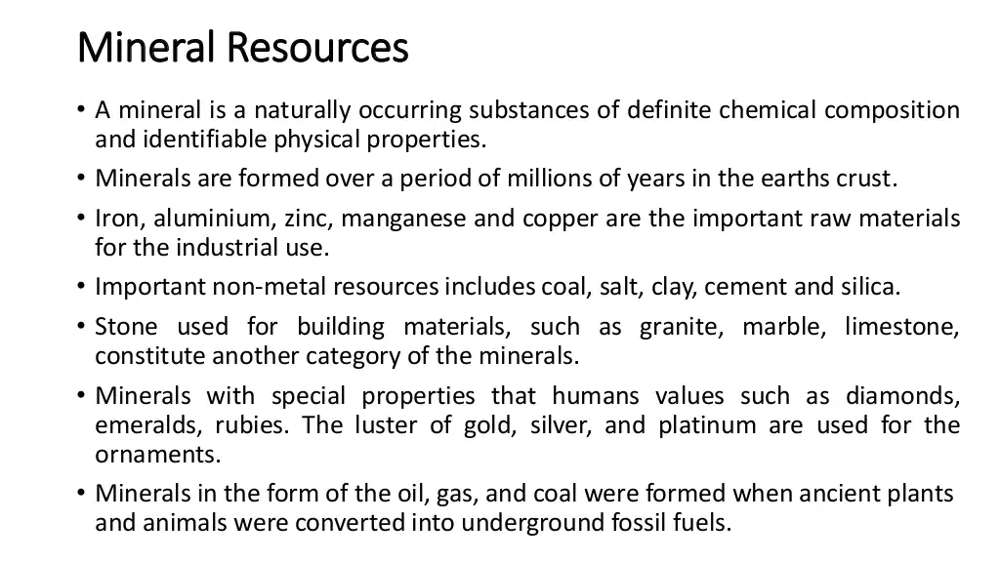 Mineral Resources
• A mineral is a naturally occurring substances of definite chemical composition
and identifiable physical properties.
• Minerals are formed over a period of millions of years in the earths crust.
• Iron, aluminium, zinc, manganese and copper are the important raw materials
for the industrial use.
• Important non-metal resources includes coal, salt, clay, cement and silica.
• Stone used for building materials, such as granite, marble, limestone,
constitute another category of the minerals.
• Minerals with special properties that humans values such as diamonds,
emeralds, rubies. The luster of gold, silver, and platinum are used for the
ornaments.
• Minerals in the form of the oil, gas, and coal were formed when ancient plants
and animals were converted into underground fossil fuels.